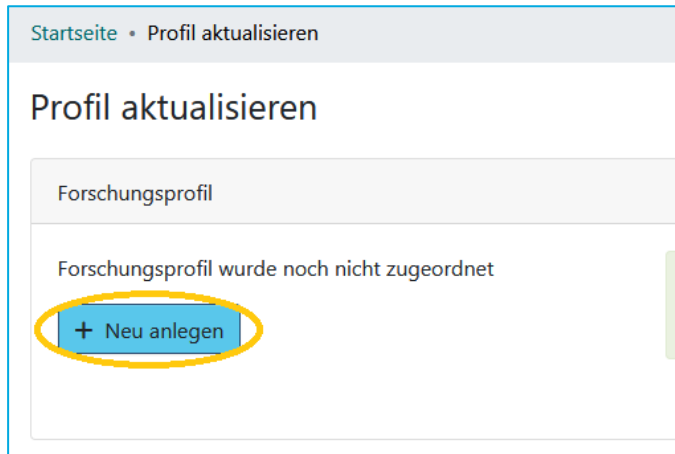 Startseite • Profil aktualisieren
Profil aktualisieren
Forschungsprofil
Forschungsprofil wurde noch nicht zugeordnet
+ Neu anlegen